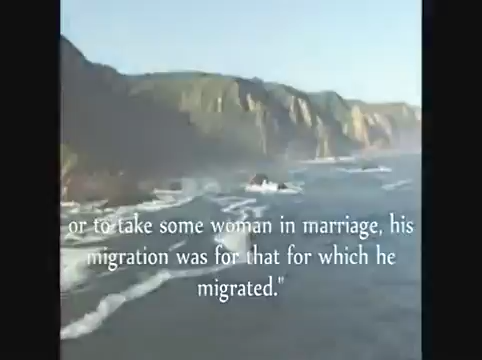 or to take some woman in marriage, his
migration was for that for which he
migrated."